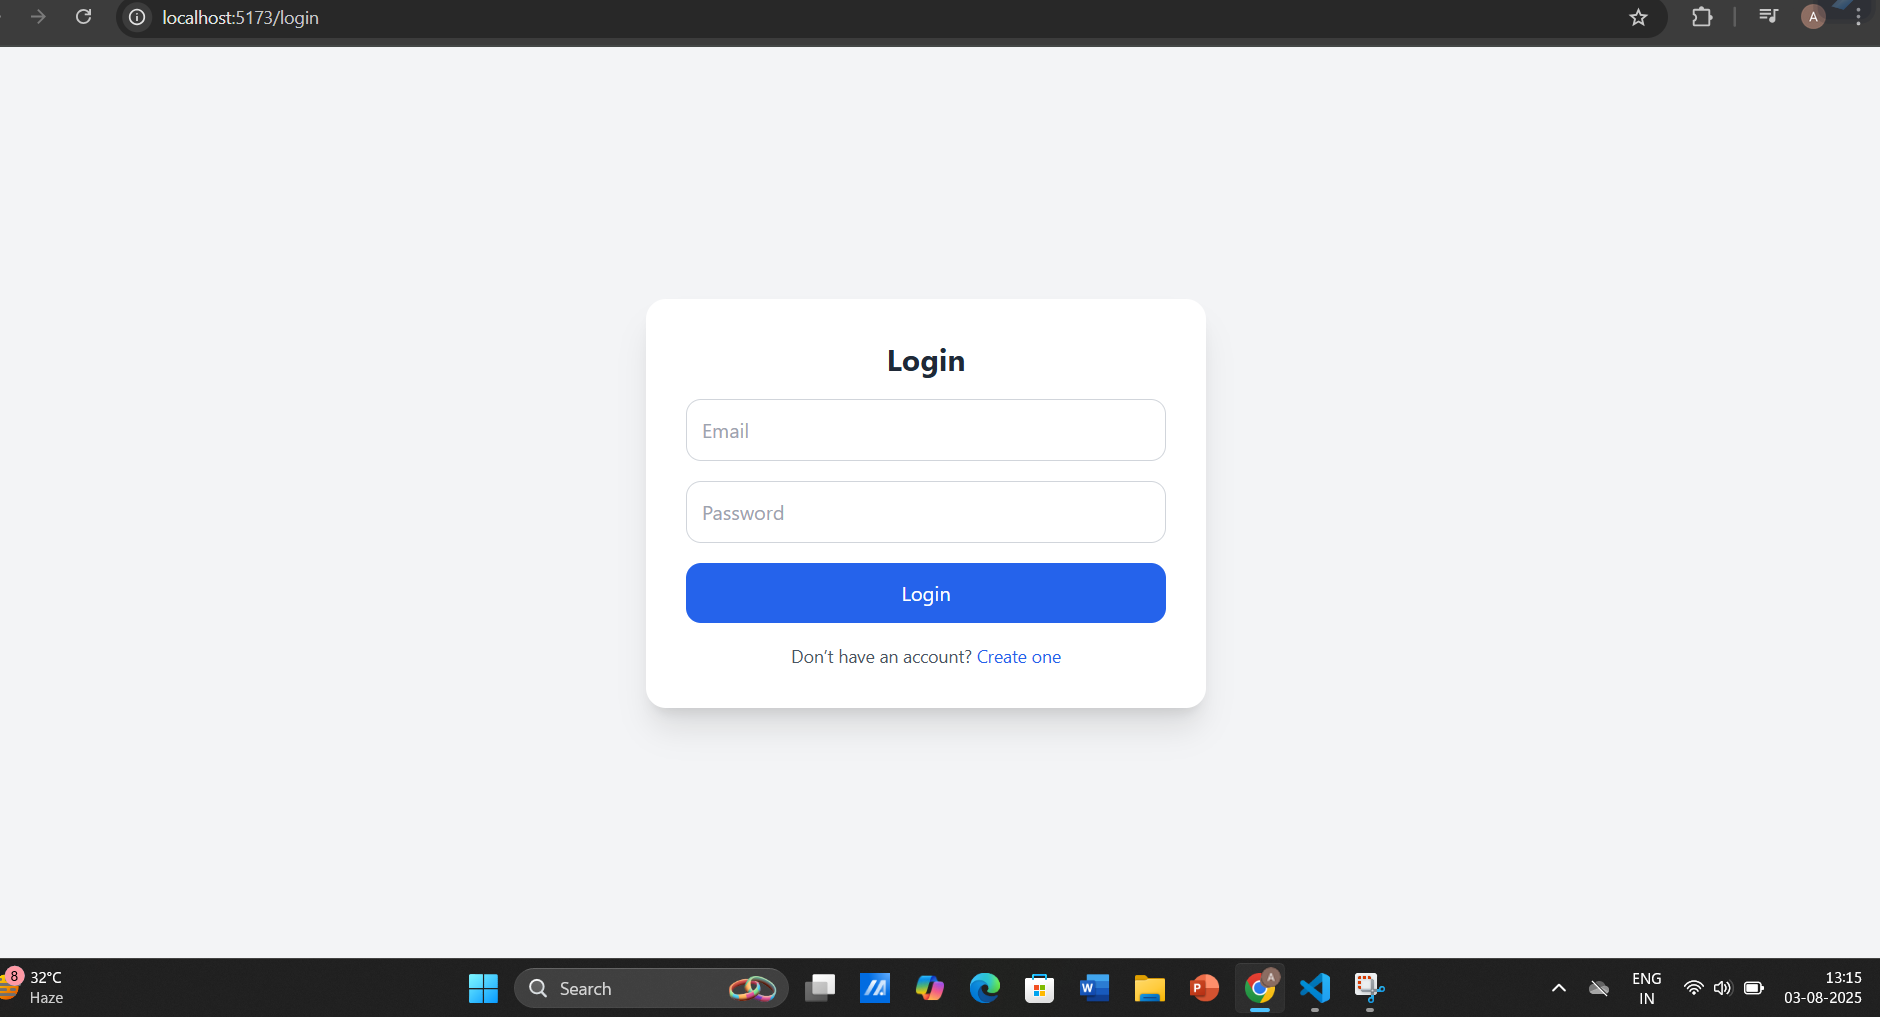 localhost:5173/login
A
Login
Email
Password
Login
Don’t have an account? Create one
8
32°C
Haze
Search
W
P
A
ENG
IN
13:15
03-08-2025